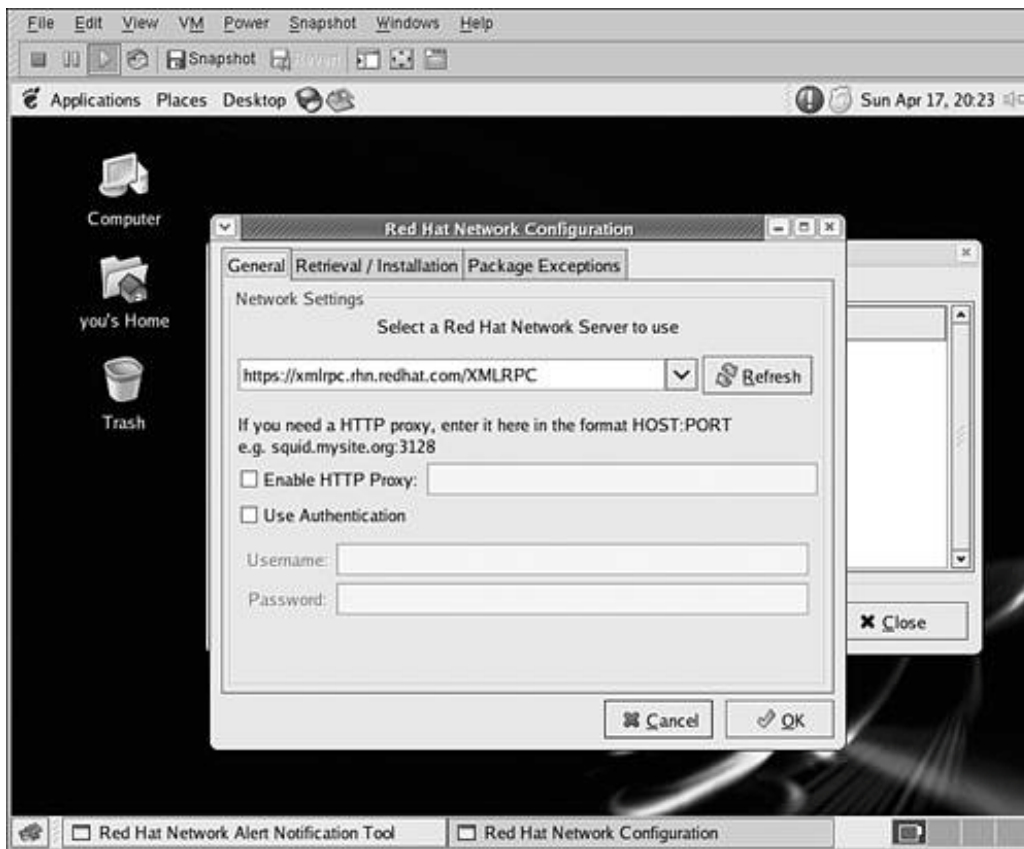 File Edit View VM Power Snapshot Windows Help
Snapshot
Applications Places Desktop Sun Apr 17, 20:23
Computer
you's Home
Trash
Red Hat Network Configuration
General Retrieval / Installation Package Exceptions
Network Settings
Select a Red Hat Network Server to use
https://xmlrpc.rhn.redhat.com/XMLRPC Refresh
If you need a HTTP proxy, enter it here in the format HOST:PORT
e.g. squid.mysite.org:3128
Enable HTTP Proxy:
Use Authentication
Username:
Password:
Close
Cancel OK
Red Hat Network Alert Notification Tool Red Hat Network Configuration